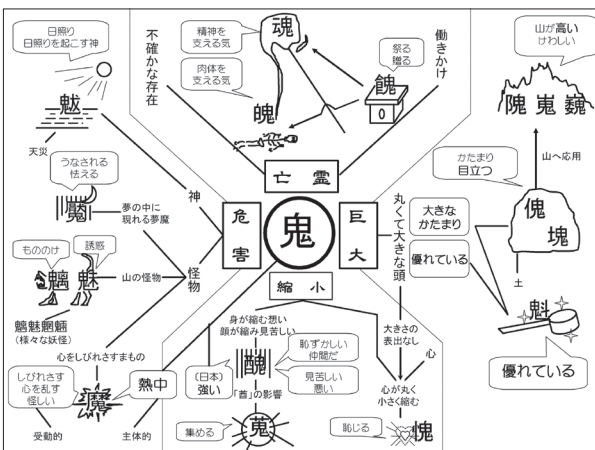 日照り
日照りを起こす神
魃
天災
うなされる
怯える
魘
夢の中に
現れる夢魔
もののけ
誘惑
魑
魅
山の怪物
魑魅魍魎
(様々な妖怪)
心をしびれさすもの
しびれさす
心を乱す
怪しい
魔
熱中
受動的
主体的
神
怪物
不確かな存在
精神を
支える気
肉体を
支える気
魂
魄
祭る
贈る
餽
働きかけ
亡霊
危害
鬼
巨大
縮小
身が縮む想い
顔が縮み見苦しい
〔日本〕
強い
醜
恥ずかしい
仲間だ
見苦しい
悪い
「酋」の影響
集める
蒐
丸くて大きな頭
大きさの
表出なし
心
心が丸く
小さく縮む
恥じる
愧
山が高い
けわしい
隗嵬巍
山へ応用
かたまり
目立つ
傀
塊
大きな
かたまり
優れている
土
魁
優れている